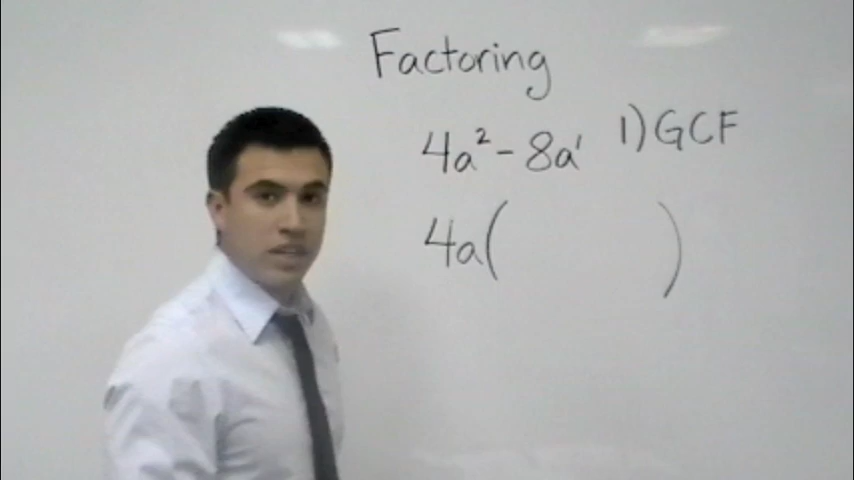 Factoring
4a² - 8a¹ 1) GCF
4a( )